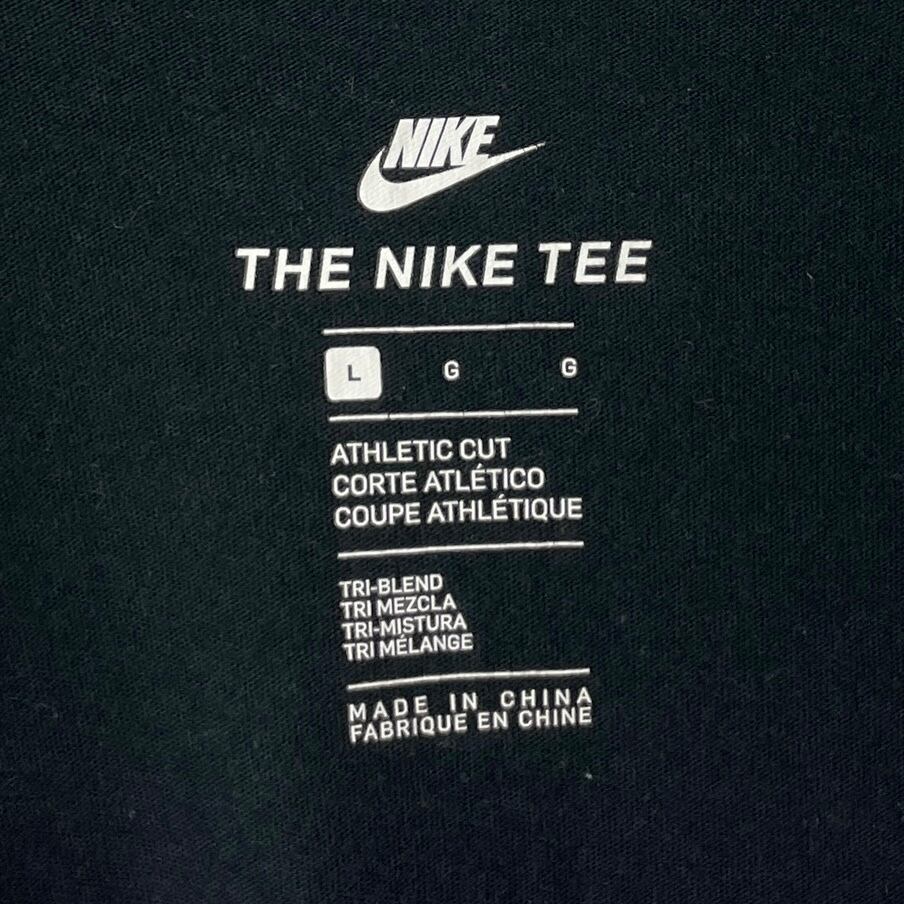 NIKE
THE NIKE TEE
L G G
ATHLETIC CUT
CORTE ATLÉTICO
COUPE ATHLÉTIQUE
TRI-BLEND
TRI MEZCLA
TRI-MISTURA
TRI MÉLANGE
MADE IN CHINA
FABRIQUE EN CHINE